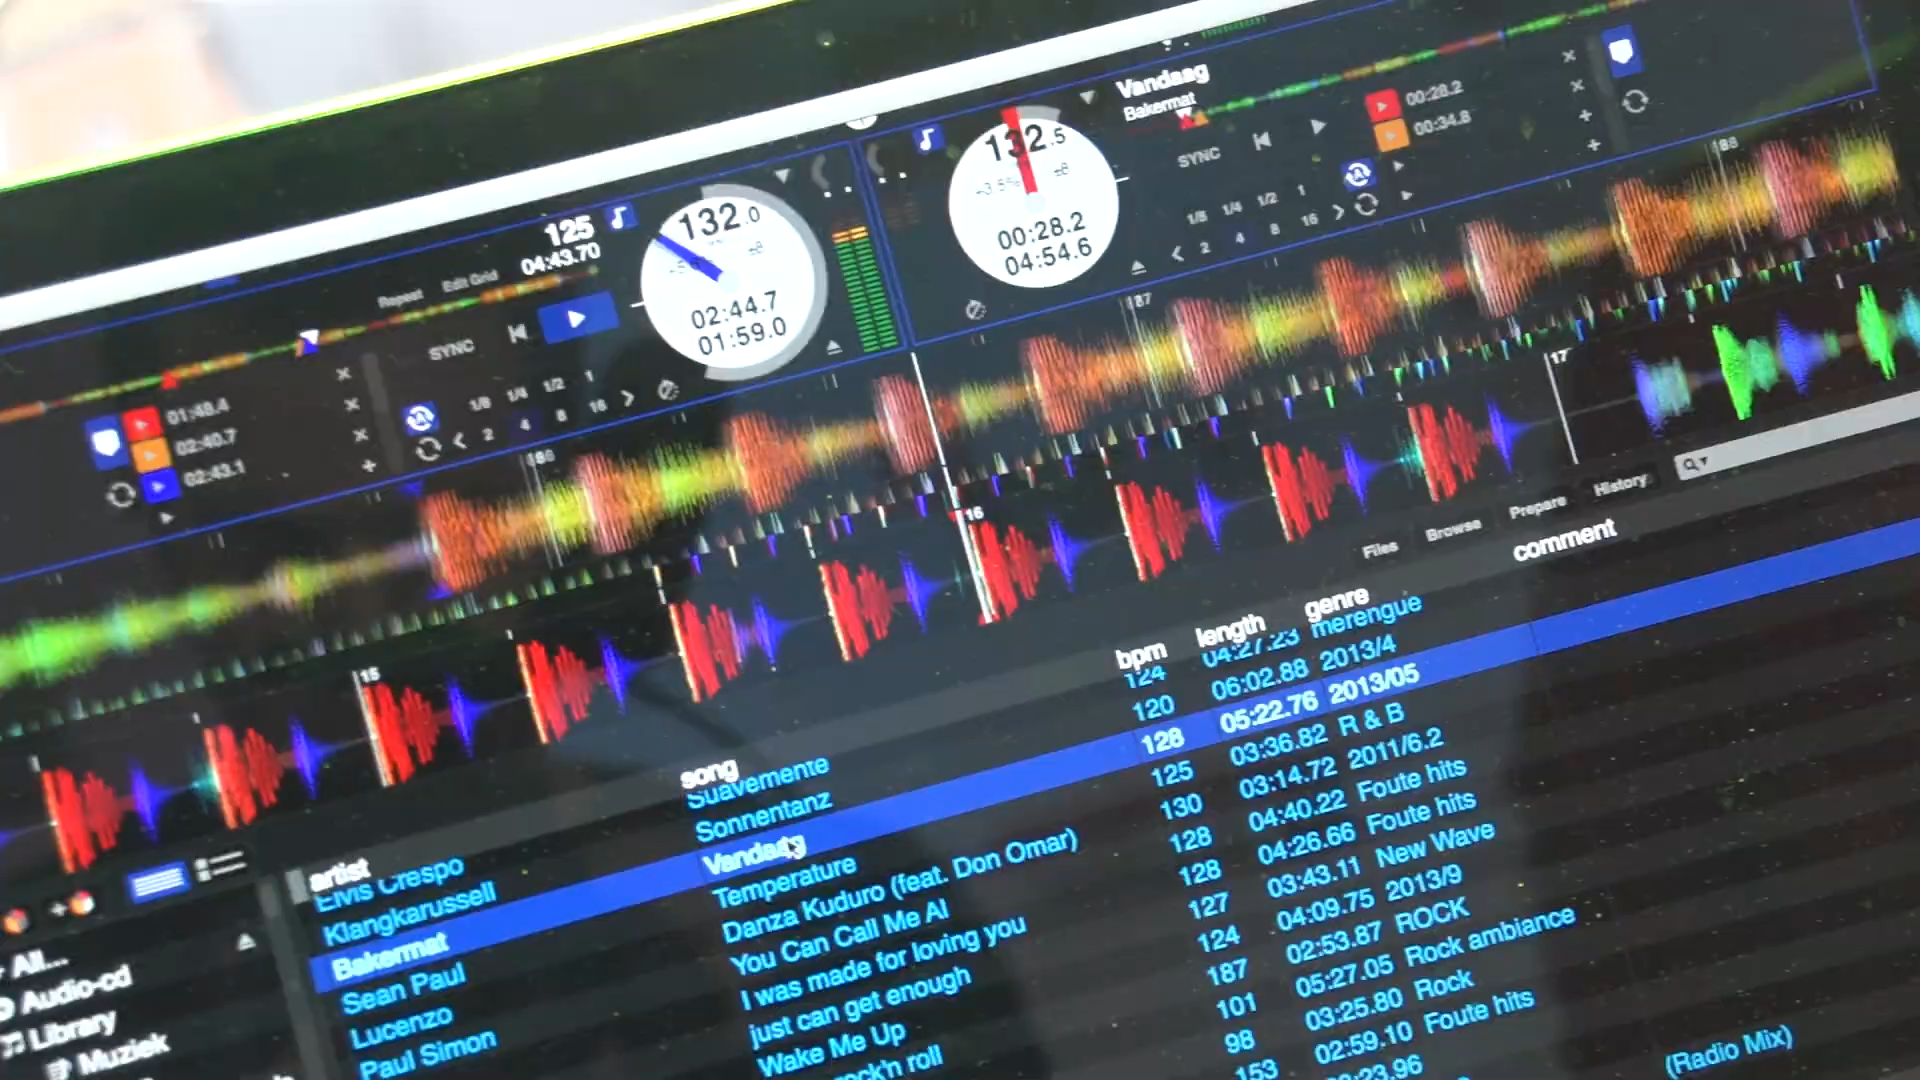 Vandaag
Bakermat
132.5
±8
00:28.2
04:54.6
SYNC
00:28.2
00:34.8
1/8 1/4 1/2 1
2 4 8 16
125
04:43.70
Repeat Edit Grid
132.0
±8
02:44.7
01:59.0
SYNC
01:48.4
02:40.7
02:43.1
1/8 1/4 1/2 1
2 4 8 16
188
187
186
17
16
15
Files Browse Prepare History
artist song bpm length genre comment
Elvis Crespo Suavemente 124 04:27.23 merengue
Klangkarussell Sonnentanz 120 06:02.88 2013/4
Bakermat Vandaag 128 05:22.76 2013/05
Sean Paul Temperature 125 03:36.82 R & B
Lucenzo Danza Kuduro (feat. Don Omar) 130 03:14.72 2011/6.2
Paul Simon You Can Call Me Al 128 04:40.22 Foute hits
I was made for loving you 128 04:26.66 Foute hits
just can get enough 127 03:43.11 New Wave
Wake Me Up 124 04:09.75 2013/9
rock'n roll 187 02:53.87 ROCK
101 05:27.05 Rock ambiance
98 03:25.80 Rock
153 02:59.10 Foute hits
23.96
(Radio Mix)
All...
Audio-cd
Library
Muziek